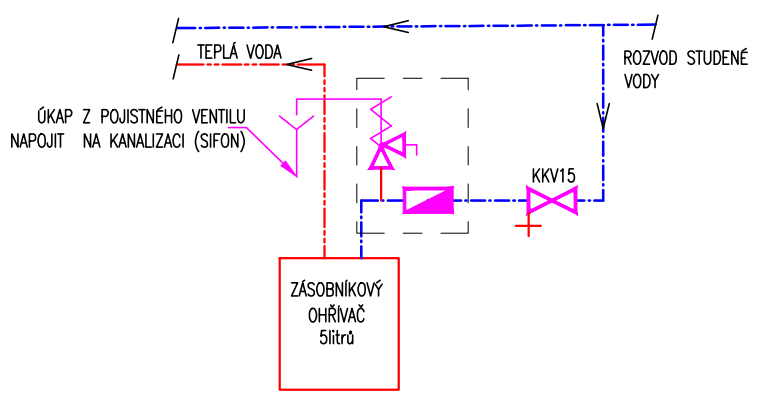 TEPLÁ VODA
ROZVOD STUDENÉ
VODY
ÚKAP Z POJISTNÉHO VENTILU
NAPOJIT NA KANALIZACI (SIFON)
KKV15
ZÁSOBNÍKOVÝ
OHŘÍVAČ
5litrů